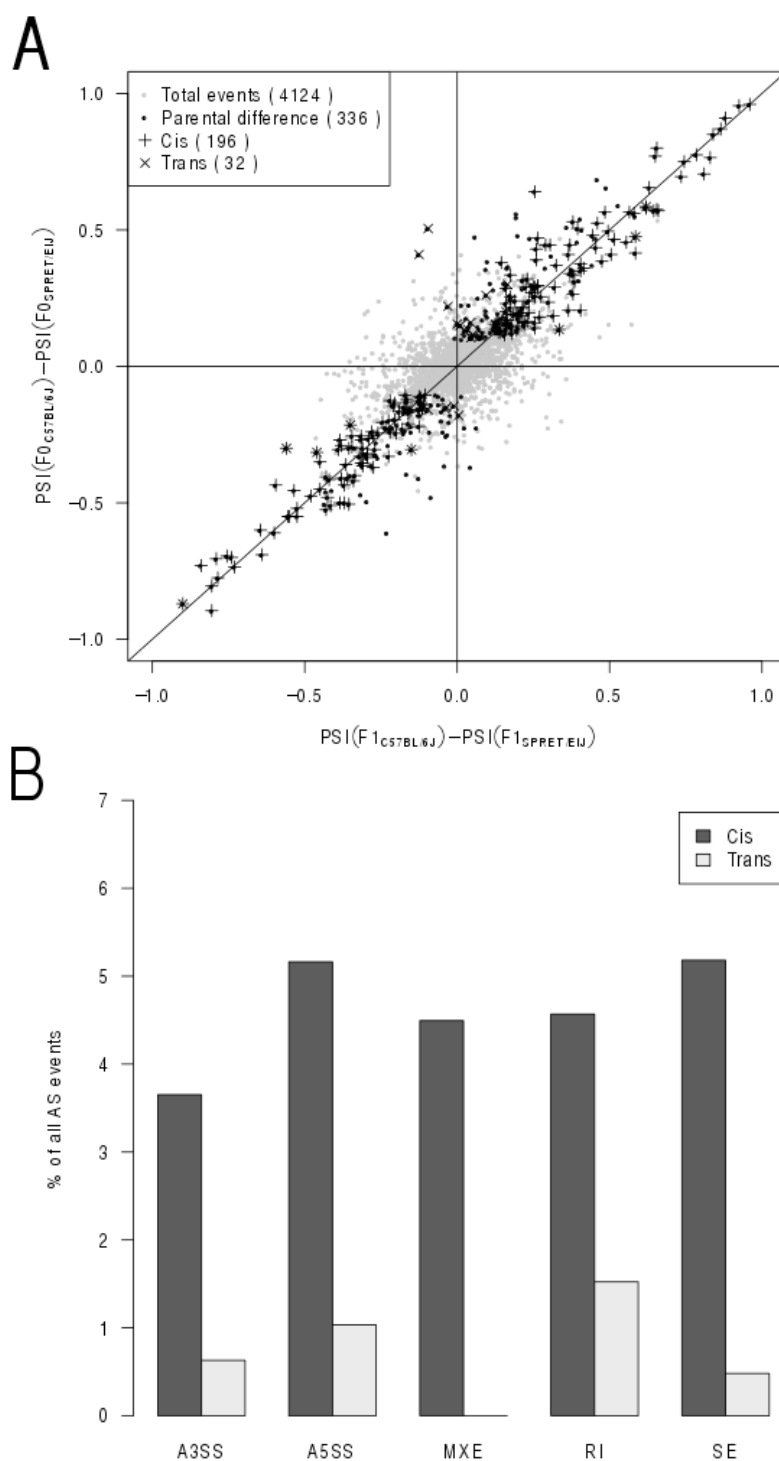 A
Total events ( 4124 )
Parental difference ( 336 )
Cis ( 196 )
Trans ( 32 )
1.0
0.5
0.0
−0.5
−1.0
PSI(F0C57BL/6J)−PSI(F0SPRET/EIJ)
−1.0 −0.5 0.0 0.5 1.0
PSI(F1C57BL/6J)−PSI(F1SPRET/EIJ)
B
7
6
5
4
3
2
1
0
% of all AS events
Cis
Trans
A3SS A5SS MXE RI SE